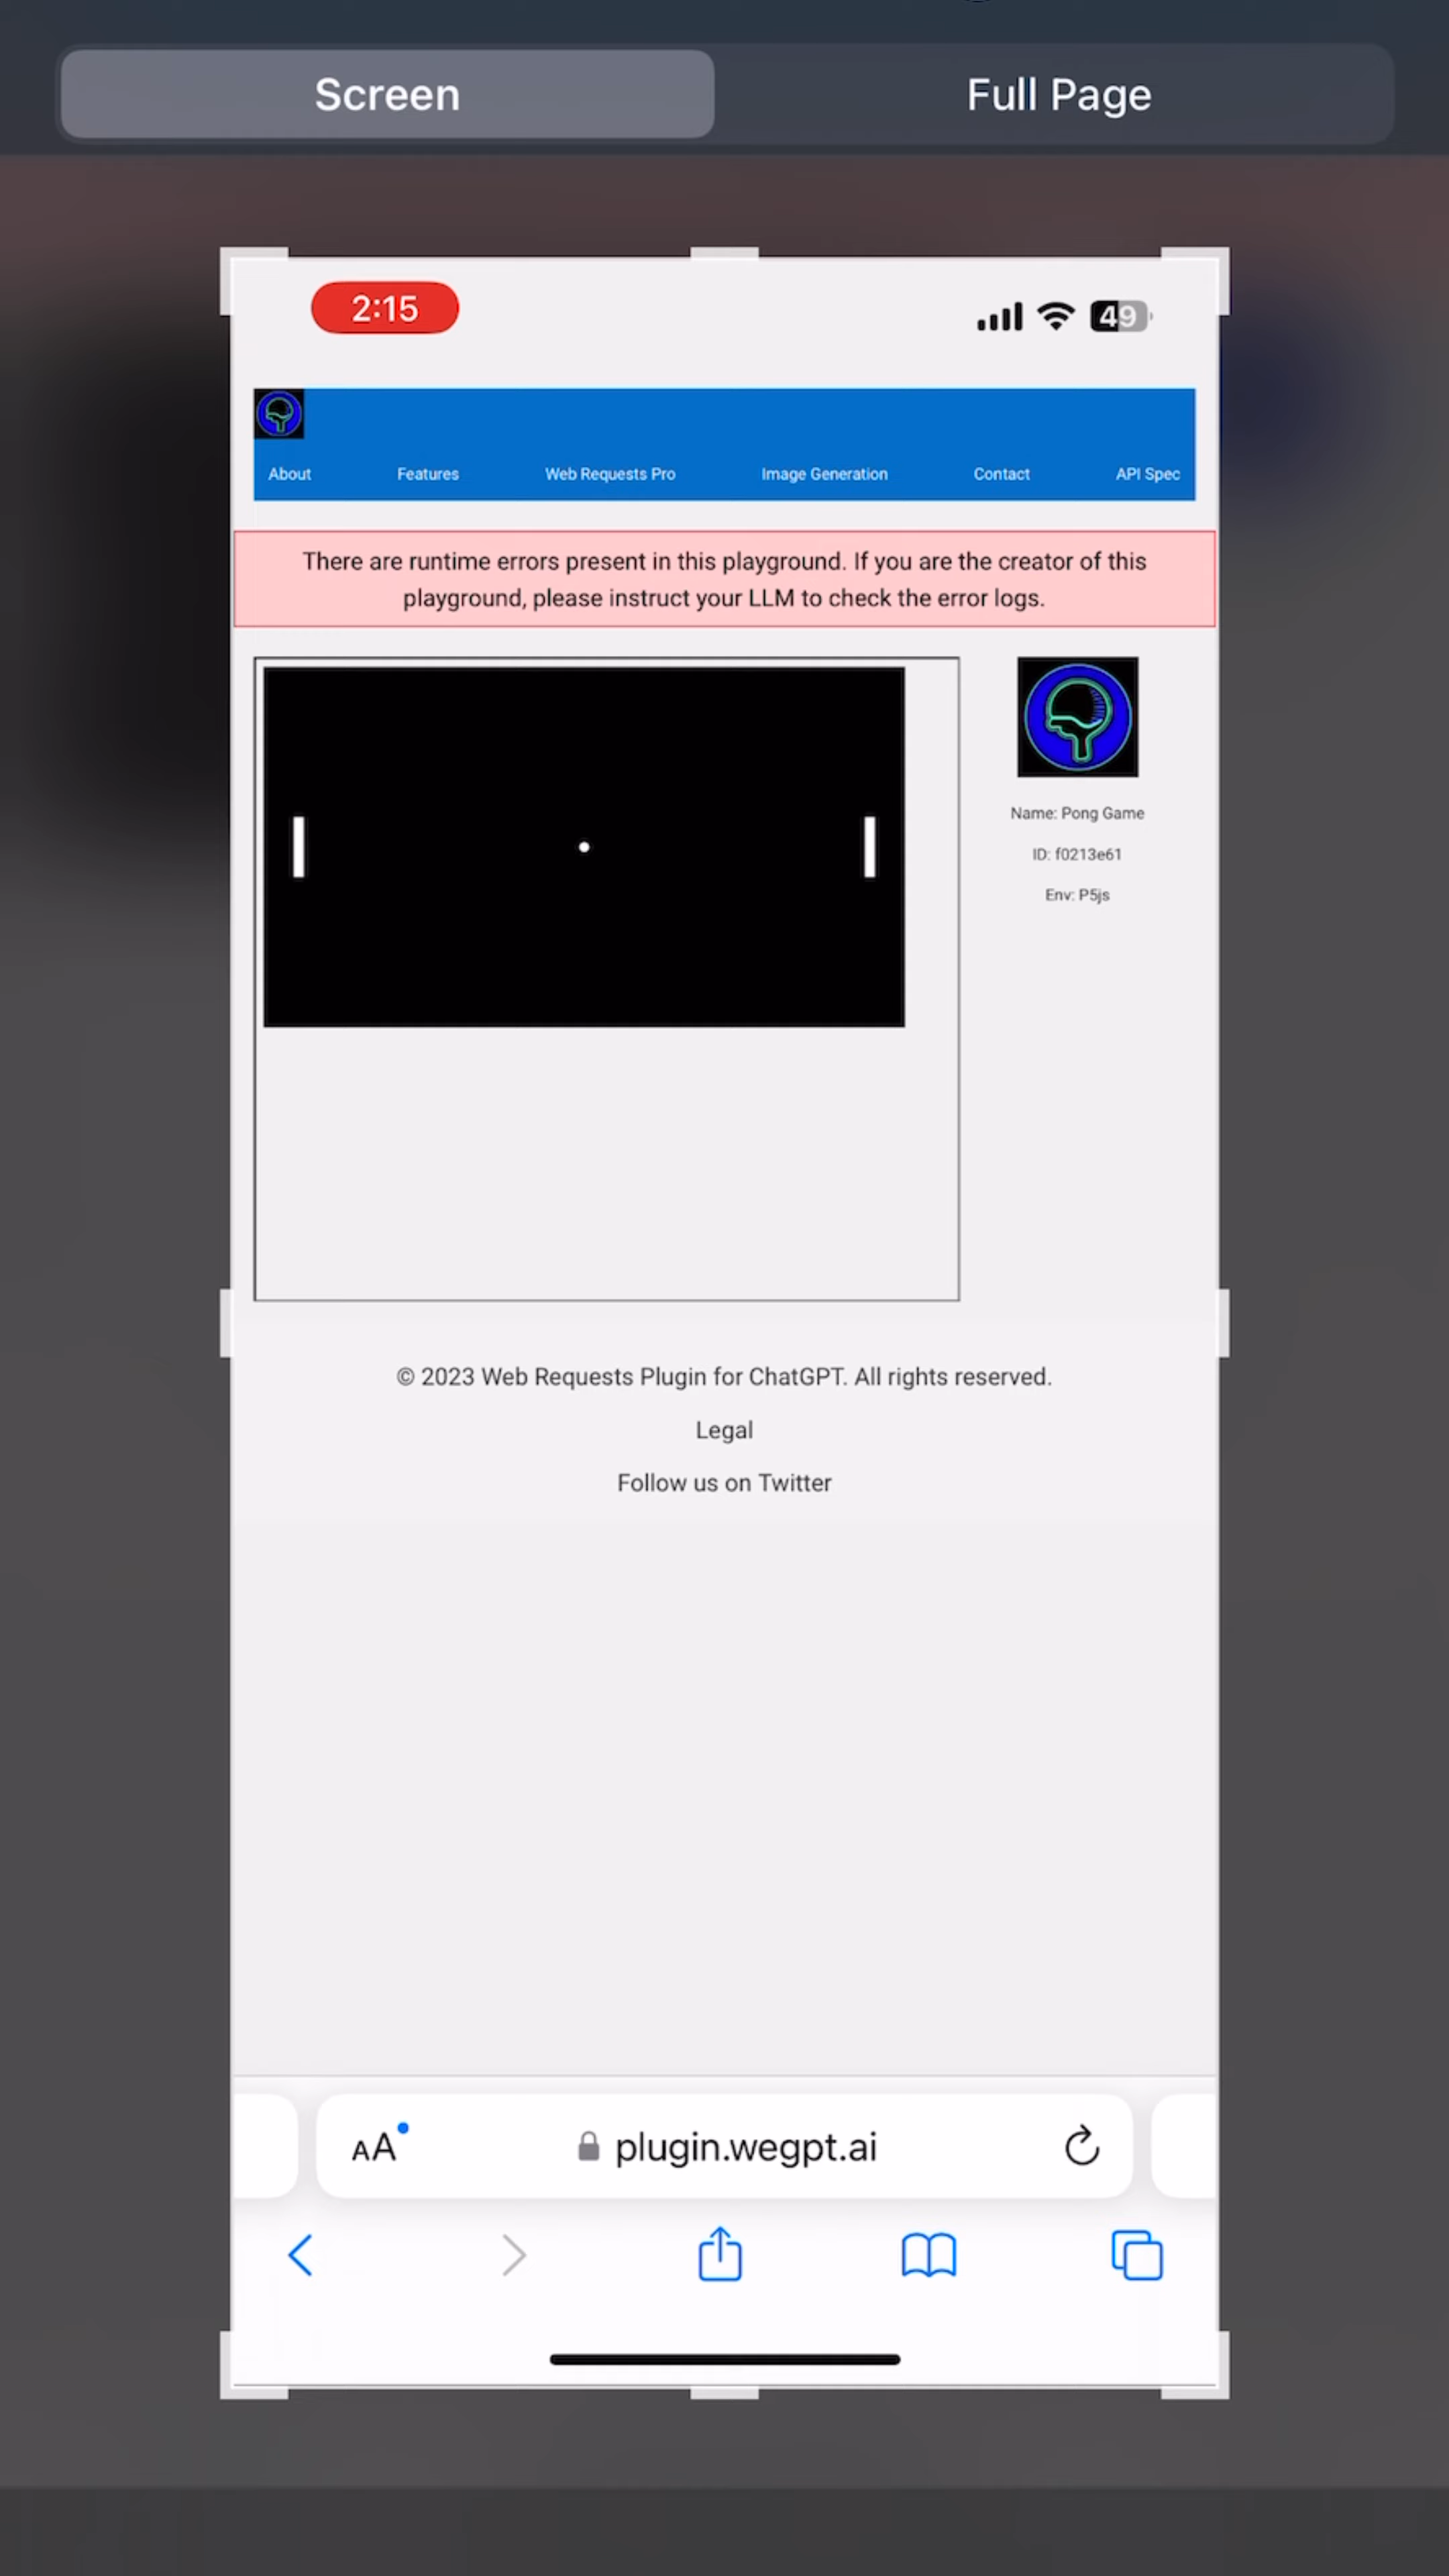 Screen
Full Page
2:15
49
About
Features
Web Requests Pro
Image Generation
Contact
API Spec
There are runtime errors present in this playground. If you are the creator of this
playground, please instruct your LLM to check the error logs.
Name: Pong Game
ID: f0213e61
Env: P5js
© 2023 Web Requests Plugin for ChatGPT. All rights reserved.
Legal
Follow us on Twitter
AA
plugin.wegpt.ai